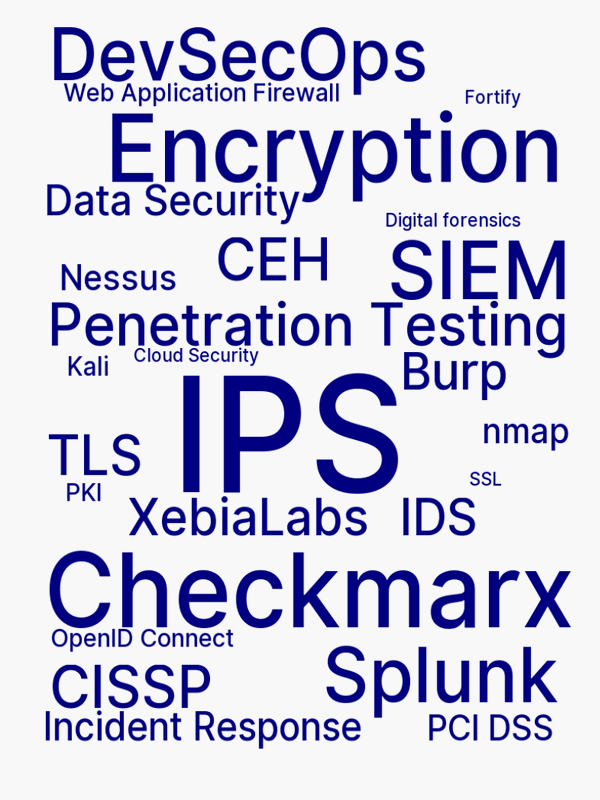 DevSecOps
Web Application Firewall
Fortify
Encryption
Data Security
Digital forensics
CEH
SIEM
Nessus
Penetration Testing
Cloud Security
Kali
Burp
IPS
nmap
TLS
SSL
PKI
XebiaLabs
IDS
Checkmarx
OpenID Connect
Splunk
CISSP
Incident Response
PCI DSS